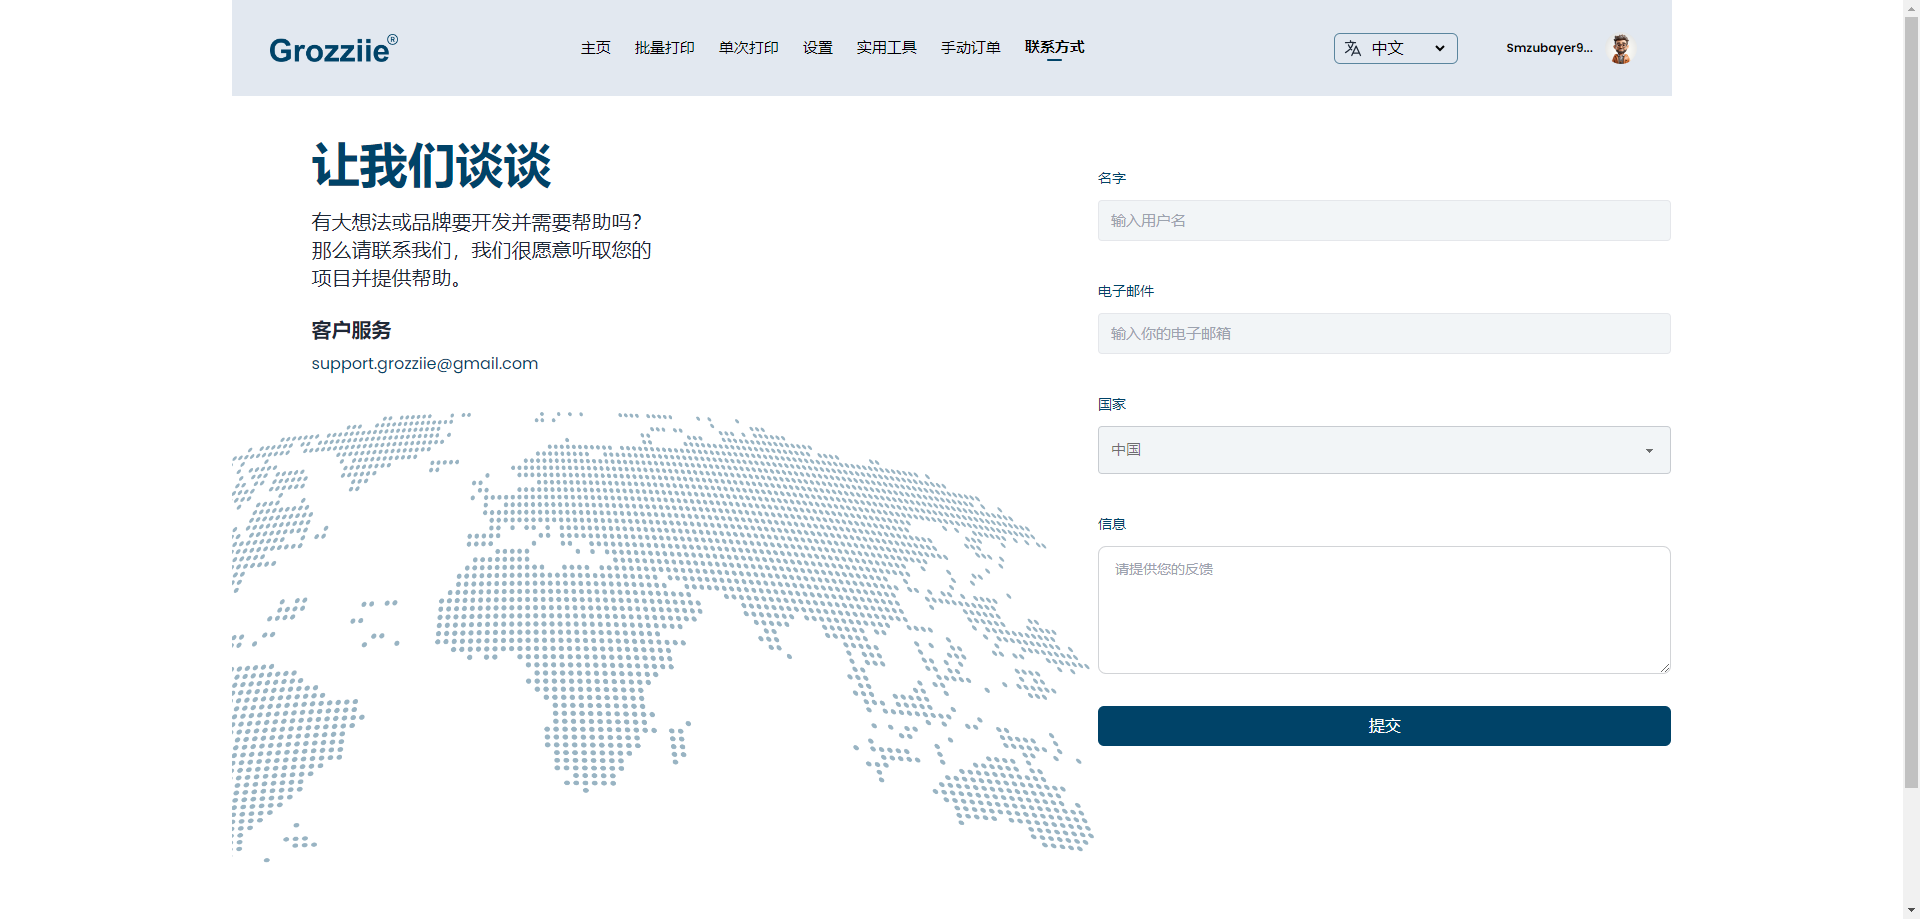 Grozziie®
主页 批量打印 单次打印 设置 实用工具 手动订单 联系方式
中文
Smzubayer9...
让我们谈谈
有大想法或品牌要开发并需要帮助吗?
那么请联系我们，我们很愿意听取您的
项目并提供帮助。
客户服务
support.grozziie@gmail.com
名字
输入用户名
电子邮件
输入你的电子邮箱
国家
中国
信息
请提供您的反馈
提交